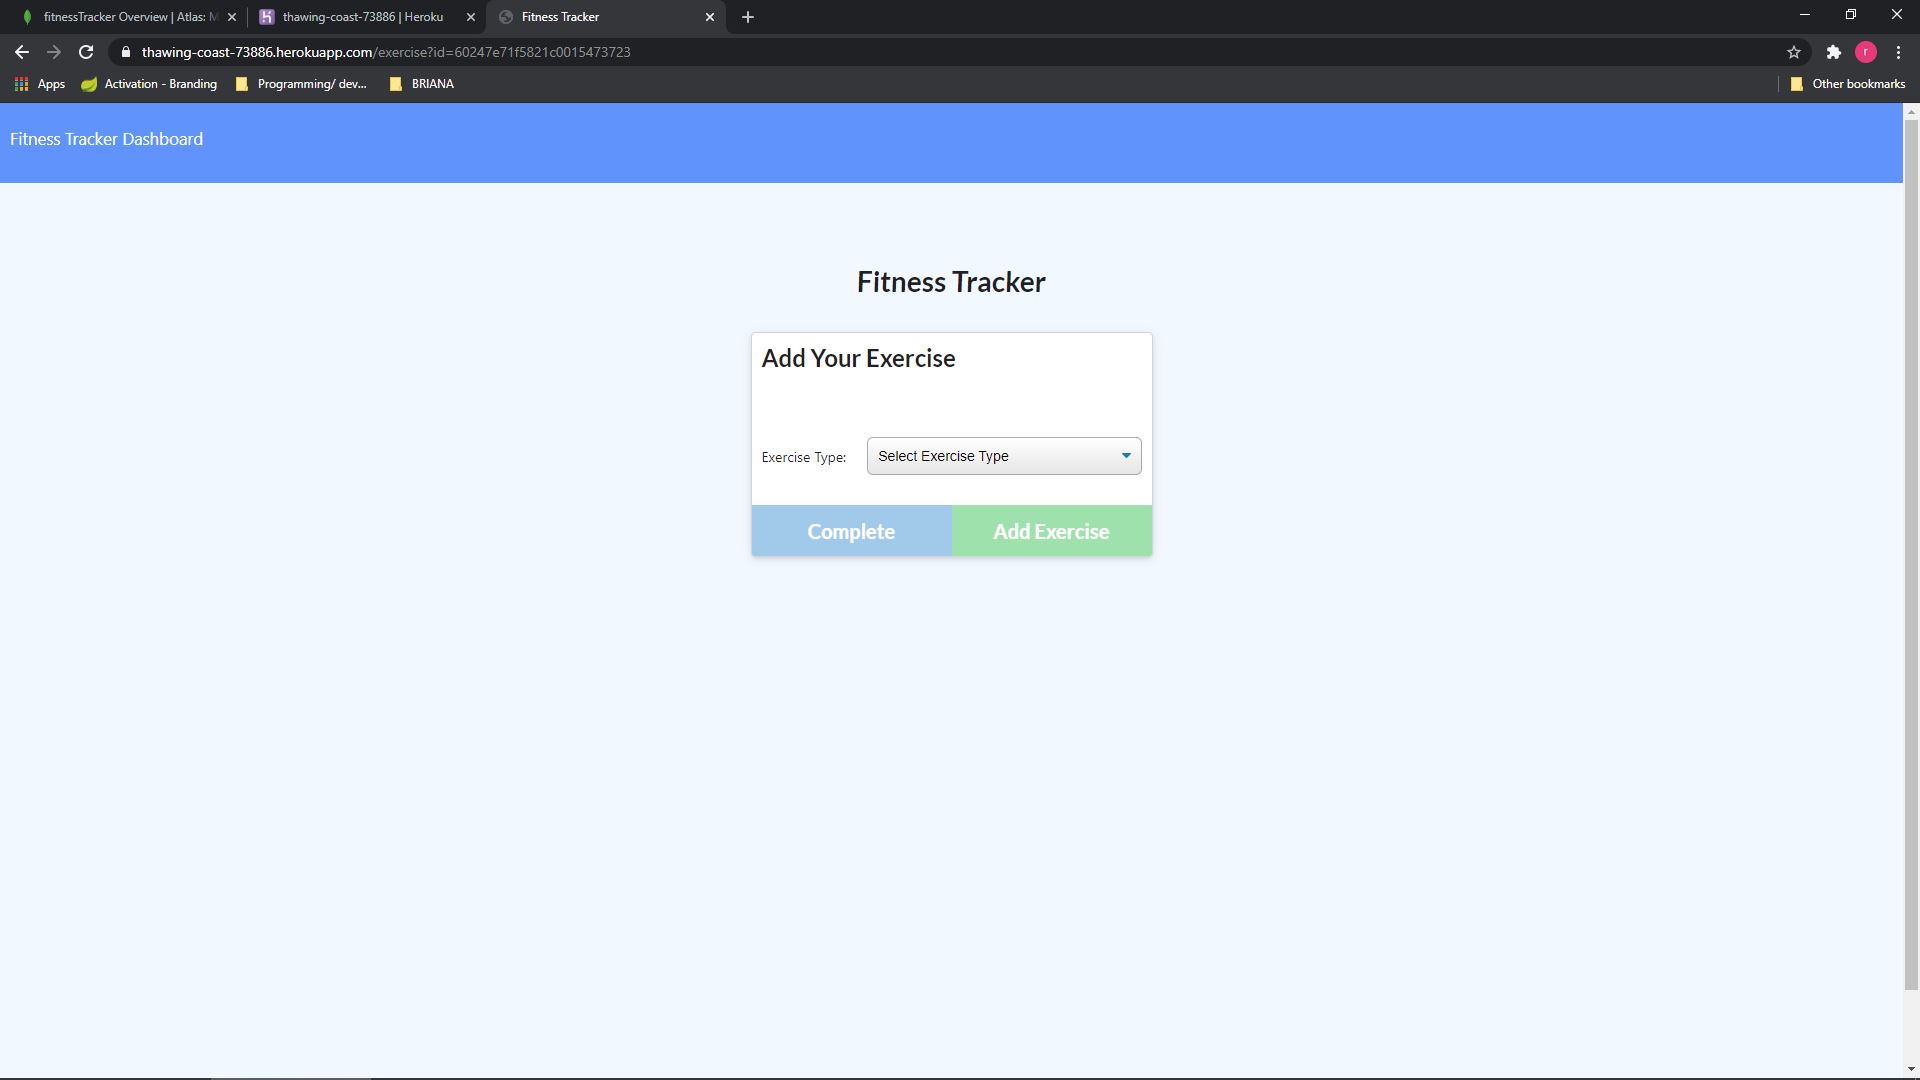 fitnessTracker Overview | Atlas: M
thawing-coast-73886 | Heroku
Fitness Tracker
thawing-coast-73886.herokuapp.com/exercise?id=60247e71f5821c0015473723
r
Apps
Activation - Branding
Programming/ dev...
BRIANA
Other bookmarks
Fitness Tracker Dashboard
Fitness Tracker
Add Your Exercise
Exercise Type:
Select Exercise Type
Complete
Add Exercise